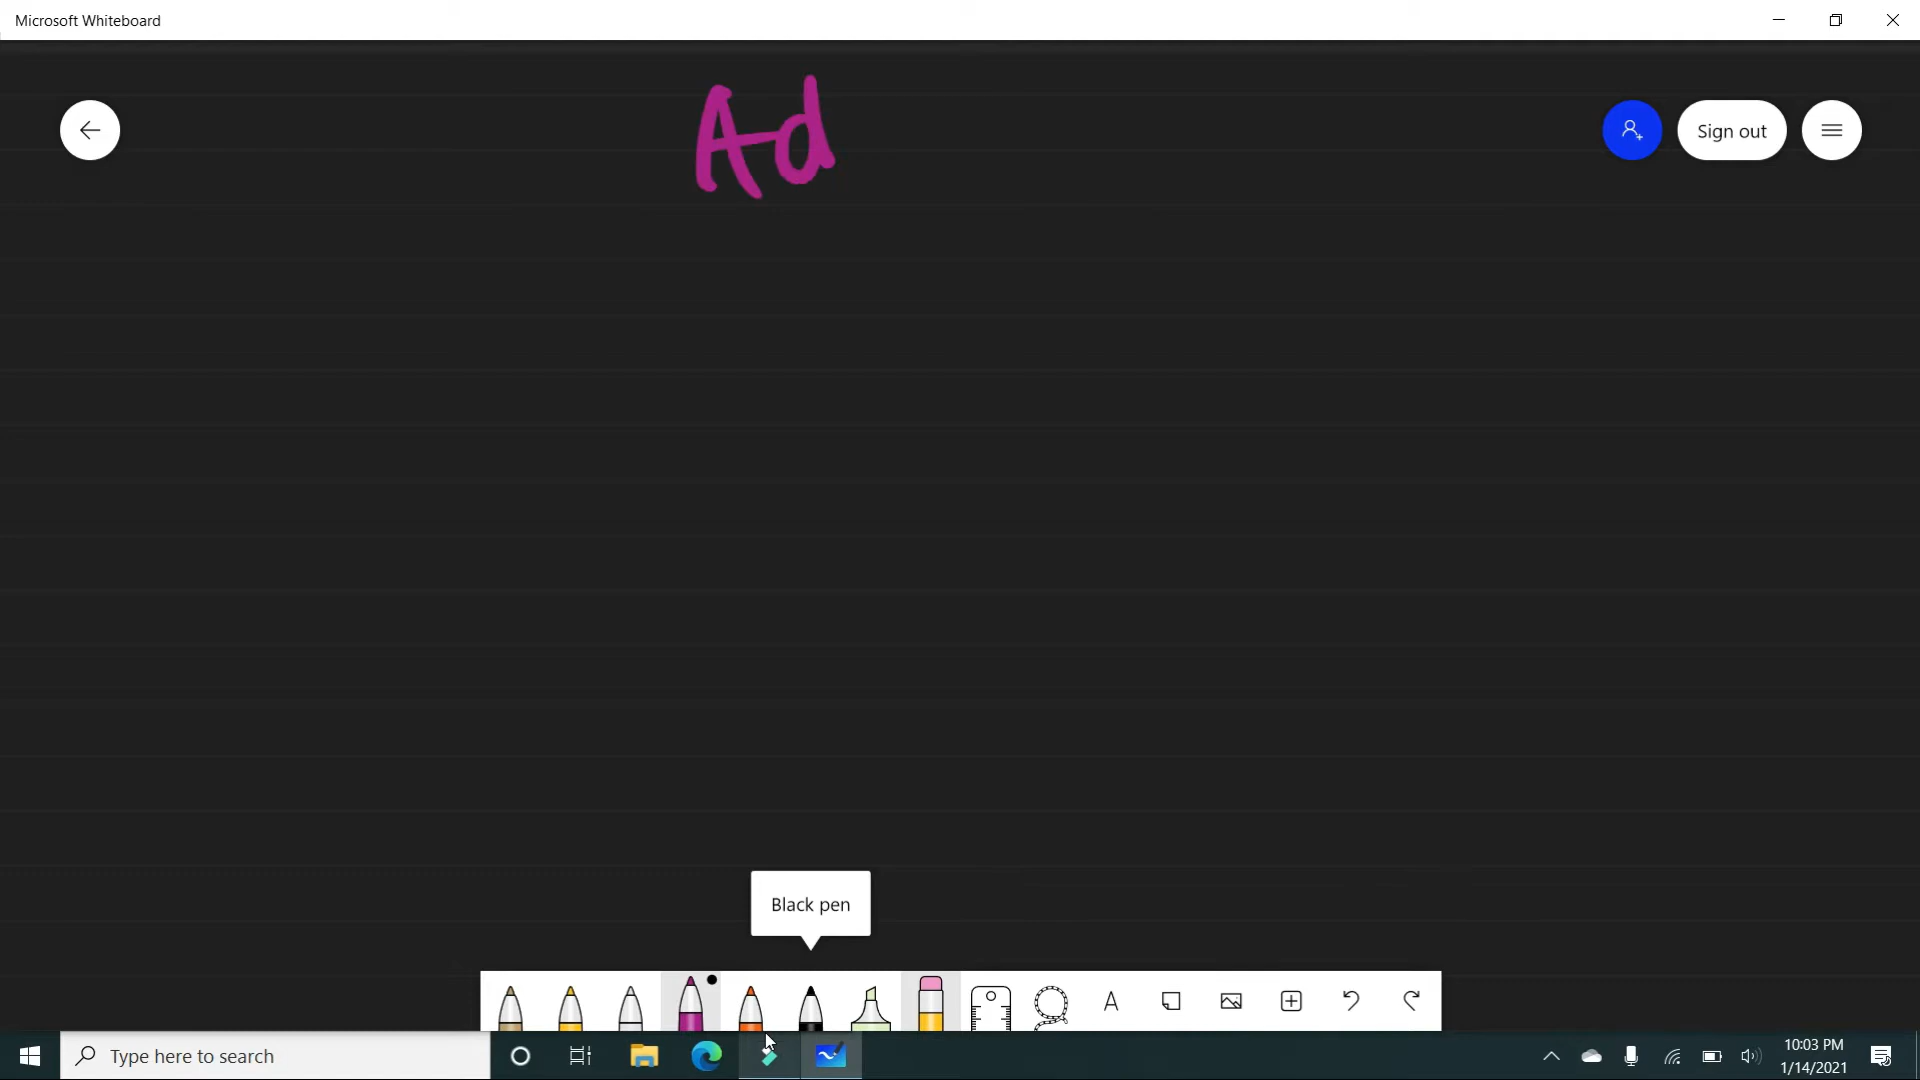 Microsoft Whiteboard
Ad
Sign out
Black pen
A
Type here to search
10:03 PM
1/14/2021